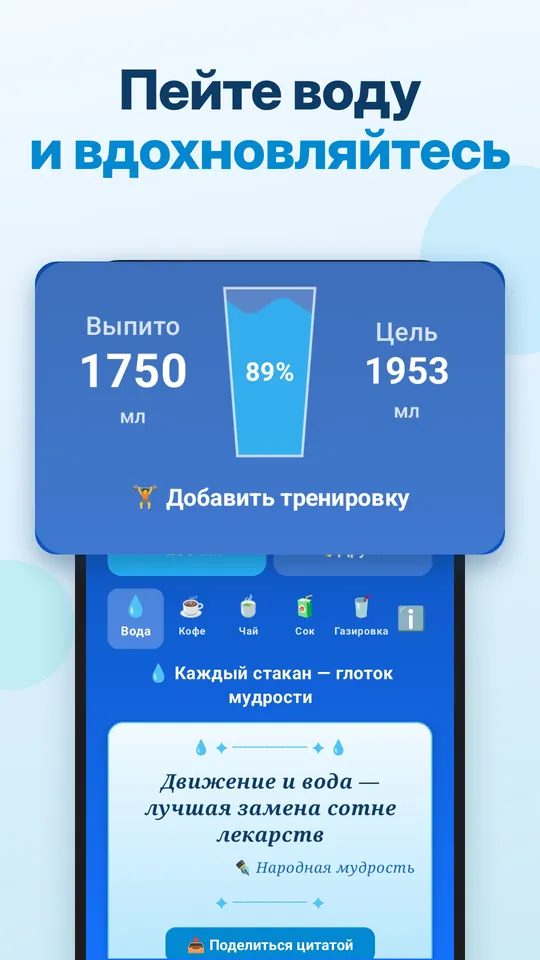 Пейте воду
и вдохновляйтесь
Выпито
1750
мл
89%
Цель
1953
мл
🏋️ Добавить тренировку
Вода
Кофе
Чай
Сок
Газировка
💧 Каждый стакан — глоток
мудрости
Движение и вода —
лучшая замена сотне
лекарств
✒️ Народная мудрость
📥 Поделиться цитатой